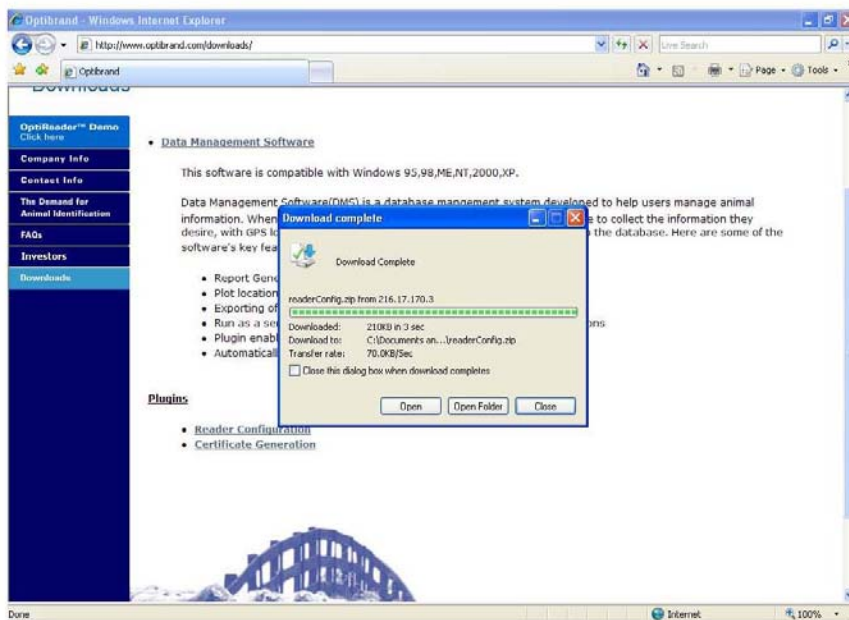 Optibrand - Windows Internet Explorer
http://www.optibrand.com/downloads/
Live Search
Optibrand
Page
Tools
Downloads
OptiReader™ Demo
Click here
Company Info
Contact Info
The Demand for
Animal Identification
FAQs
Investors
Downloads
• Data Management Software
This software is compatible with Windows 95,98,ME,NT,2000,XP.
Data Management Software(DMS) is a database mangement system developed to help users manage animal
information. When
e to collect the information they
desire, with GPS lo
the database. Here are some of the
software's key fea
• Report Gene
• Plot location
• Exporting of
• Run as a se
ons
• Plugin enabl
• Automaticall
Plugins
• Reader Configuration
• Certificate Generation
Download complete
Download Complete
readerConfig.zip from 216.17.170.3
Downloaded: 210KB in 3 sec
Download to: C:\Documents an...\readerConfig.zip
Transfer rate: 70.0KB/Sec
Close this dialog box when download completes
Open
Open Folder
Close
Done
Internet
100%